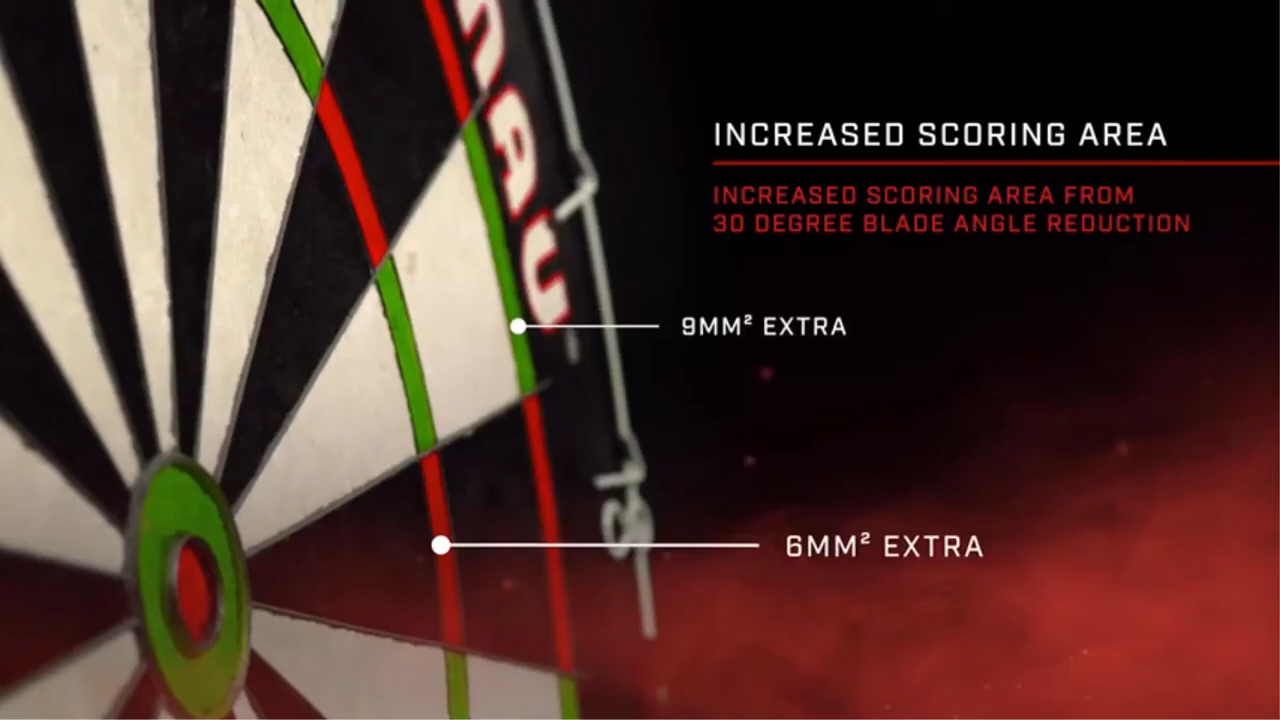 INCREASED SCORING AREA
INCREASED SCORING AREA FROM
30 DEGREE BLADE ANGLE REDUCTION
9MM² EXTRA
6MM² EXTRA